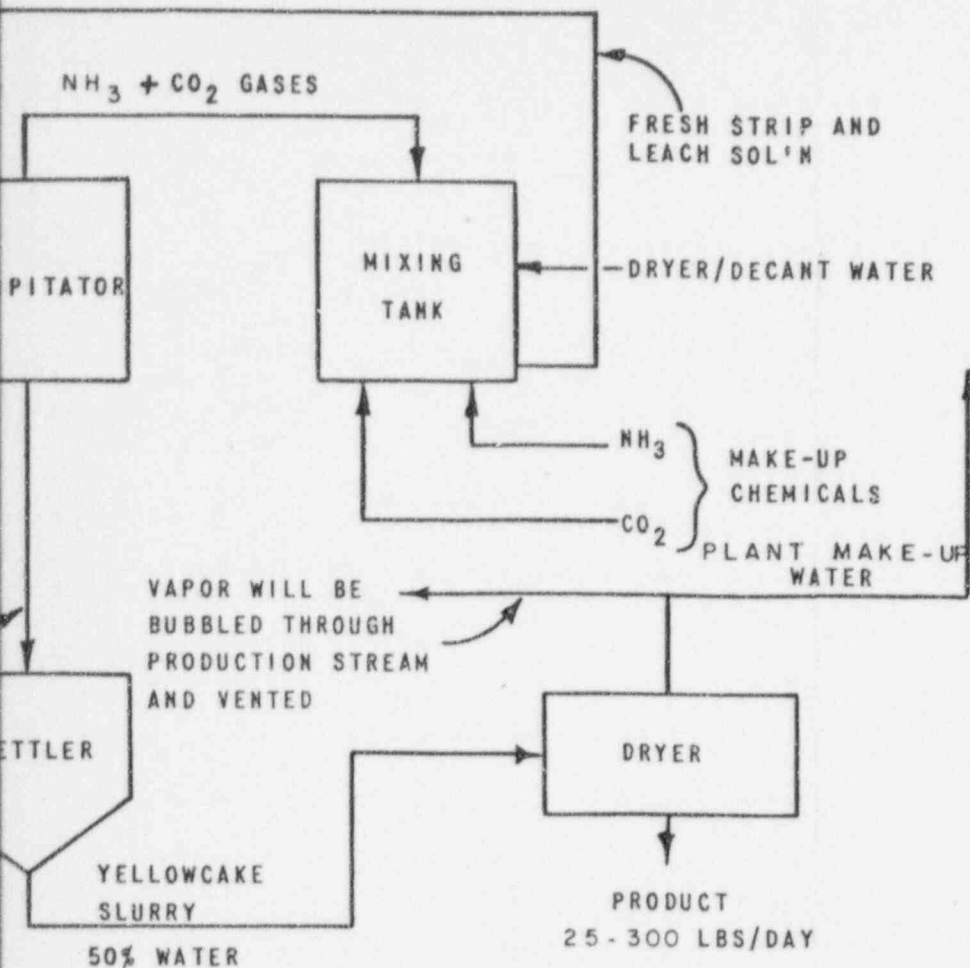 NH3 + CO2 GASES
FRESH STRIP AND
LEACH SOL'N
PITATOR
MIXING
TANK
DRYER/DECANT WATER
NH3
MAKE-UP
CHEMICALS
CO2
PLANT MAKE-UP
WATER
VAPOR WILL BE
BUBBLED THROUGH
PRODUCTION STREAM
AND VENTED
ETTLER
DRYER
YELLOWCAKE
SLURRY
50% WATER
PRODUCT
25-300 LBS/DAY